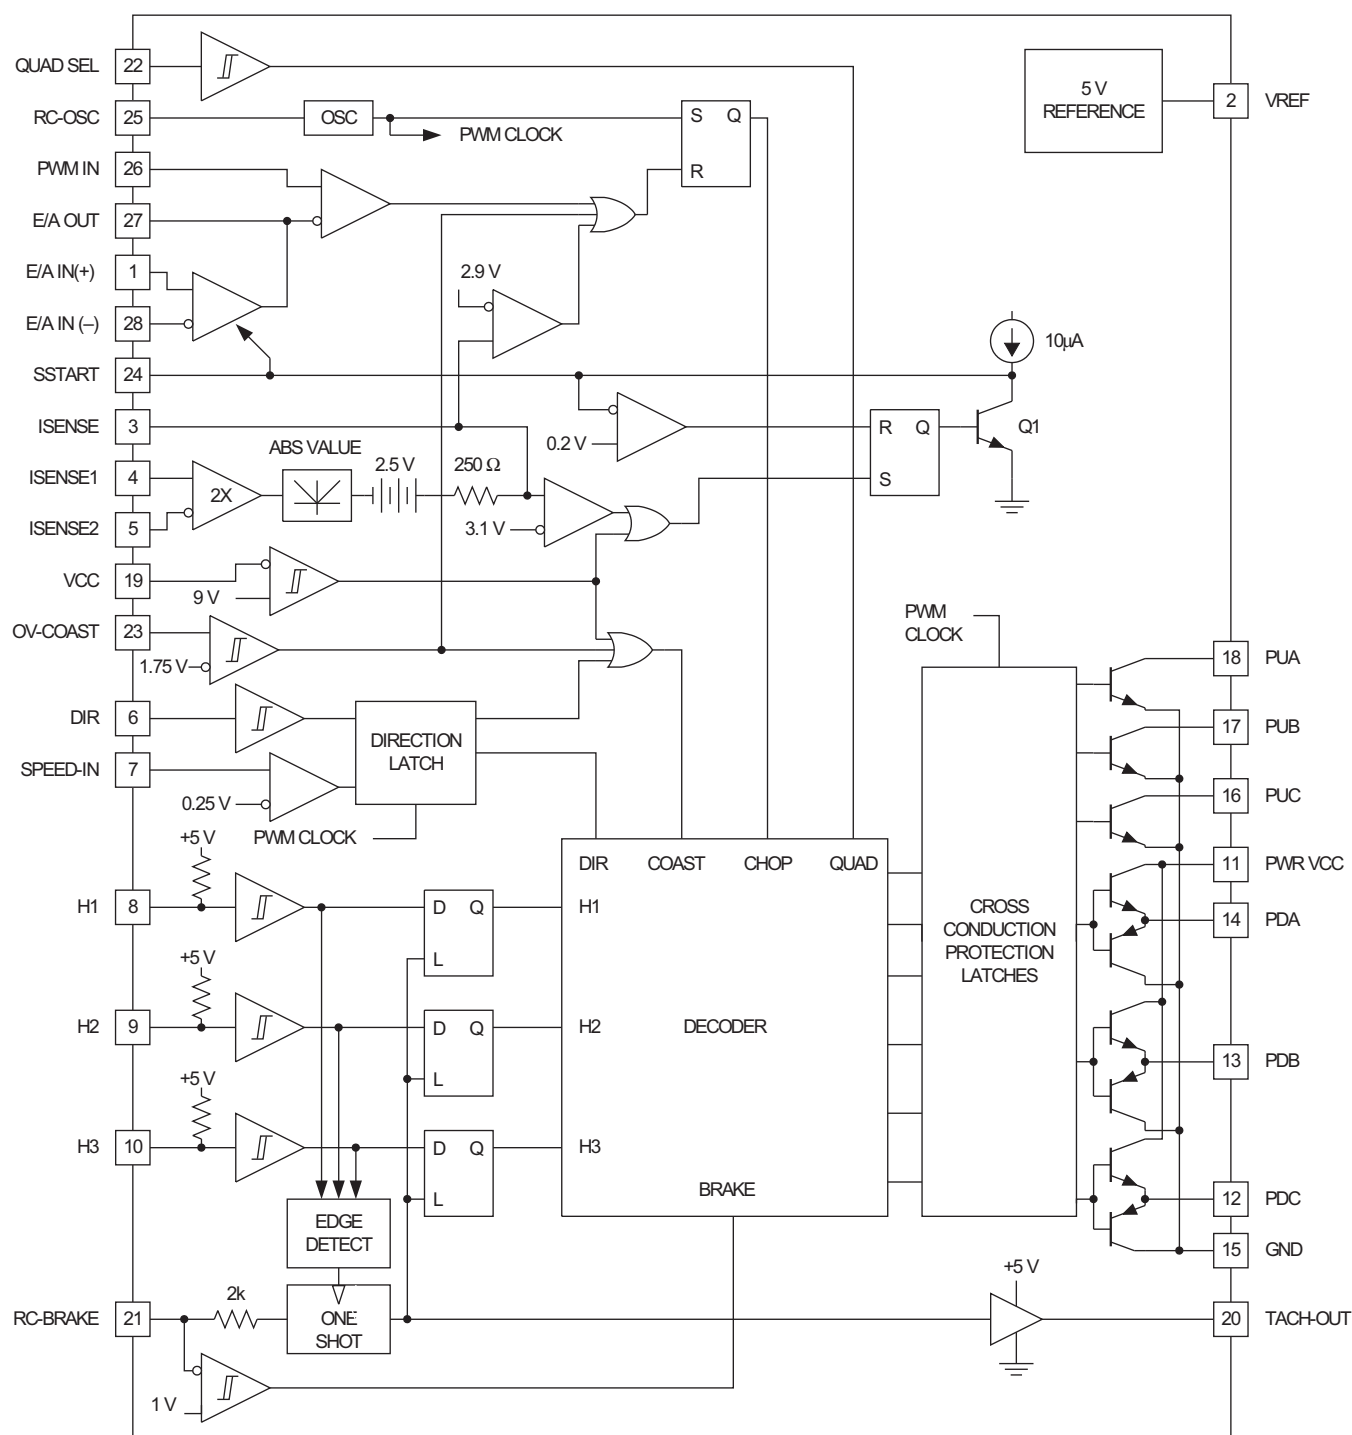 QUAD SEL 22
5 V
REFERENCE
2 VREF
RC-OSC 25 OSC
PWM CLOCK
S Q
R
PWM IN 26
E/A OUT 27
E/A IN(+) 1
2.9 V
E/A IN (–) 28
10µA
SSTART 24
ISENSE 3
0.2 V
R Q
S
Q1
ABS VALUE
2.5 V
250 Ω
ISENSE1 4
2X
3.1 V
ISENSE2 5
VCC 19
9 V
OV-COAST 23
1.75 V
PWM
CLOCK
18 PUA
DIR 6
DIRECTION
LATCH
17 PUB
SPEED-IN 7
0.25 V
16 PUC
PWM CLOCK
+5 V
DIR COAST CHOP QUAD
11 PWR VCC
H1 8
D Q
L
H1
CROSS
CONDUCTION
PROTECTION
LATCHES
14 PDA
+5 V
H2 9
D Q
L
H2
DECODER
13 PDB
+5 V
H3 10
D Q
L
H3
BRAKE
12 PDC
EDGE
DETECT
15 GND
+5 V
RC-BRAKE 21
2k
ONE
SHOT
20 TACH-OUT
1 V